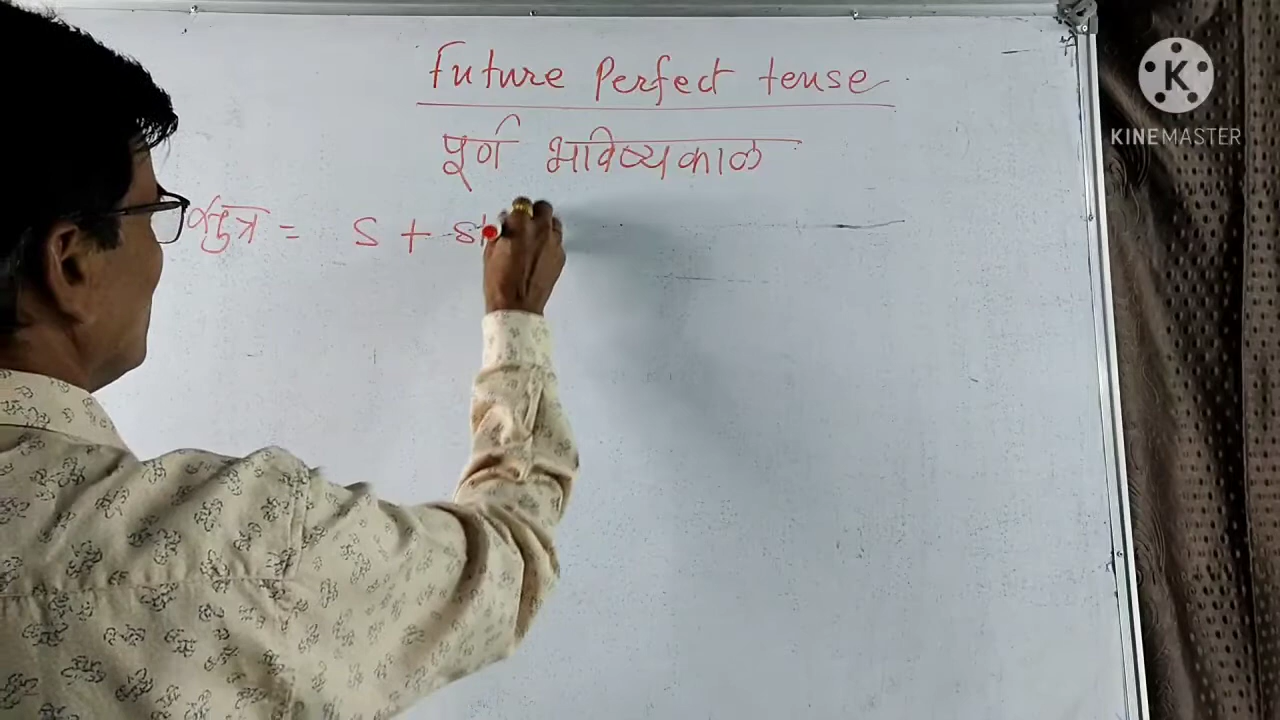 Future Perfect tense
पूर्ण भविष्यकाळ
सुत्र = S + sh
KINEMASTER